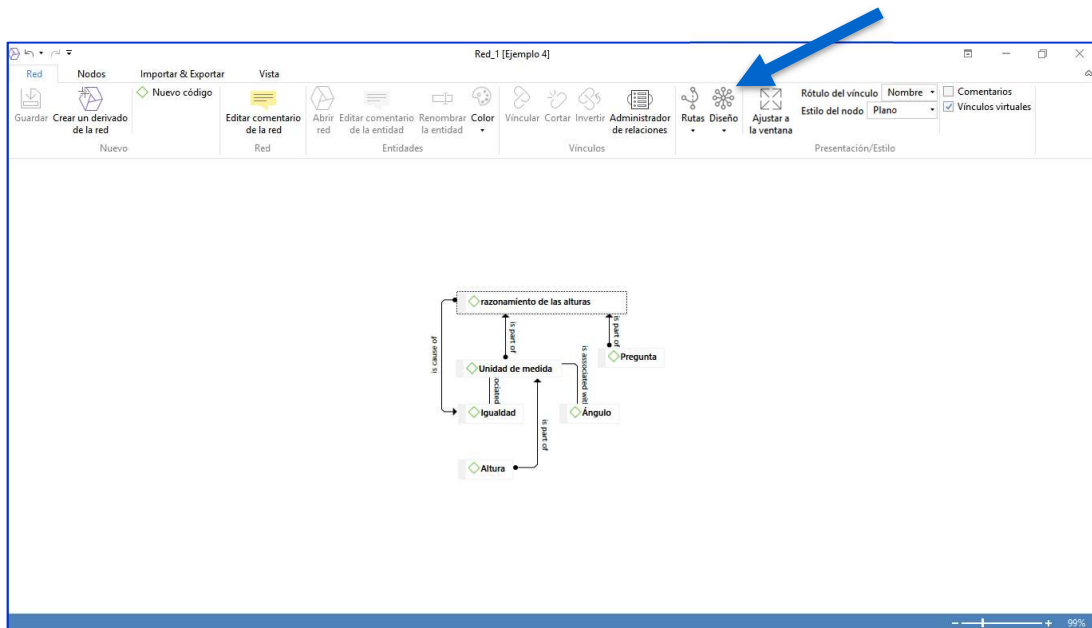 Red_1 [Ejemplo 4]
Red Nodos Importar & Exportar Vista
Guardar
Crear un derivado
de la red
Nuevo código
Nuevo
Editar comentario
de la red
Red
Abrir
red
Editar comentario
de la entidad
Renombrar
la entidad
Color
Entidades
Víncular
Cortar
Invertir
Administrador
de relaciones
Vínculos
Rutas
Diseño
Ajustar a
la ventana
Rótulo del vínculo Nombre
Estilo del nodo Plano
Comentarios
Vínculos virtuales
Presentación/Estilo
razonamiento de las alturas
is cause of
is part of
is part of
Pregunta
Unidad de medida
ociated
is associated wit
Igualdad
Ángulo
is part of
Altura
99%